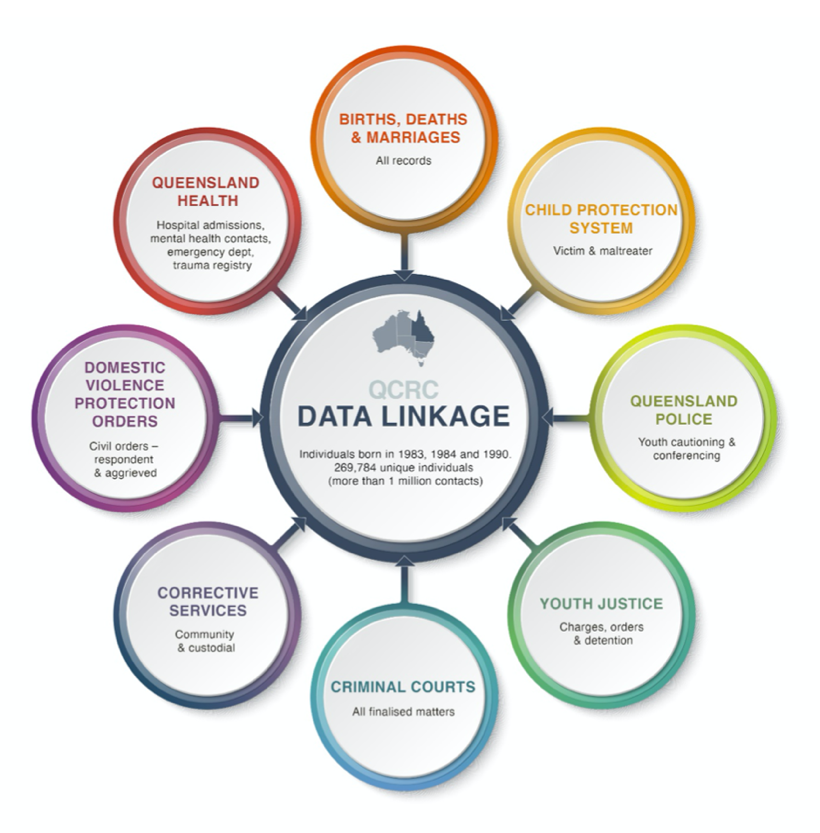 BIRTHS, DEATHS
& MARRIAGES
All records
QUEENSLAND
HEALTH
Hospital admissions,
mental health contacts,
emergency dept,
trauma registry
CHILD PROTECTION
SYSTEM
Victim & maltreater
DOMESTIC
VIOLENCE
PROTECTION
ORDERS
Civil orders –
respondent
& aggrieved
QCRC
DATA LINKAGE
Individuals born in 1983, 1984 and 1990.
269,784 unique individuals
(more than 1 million contacts)
QUEENSLAND
POLICE
Youth cautioning &
conferencing
CORRECTIVE
SERVICES
Community
& custodial
YOUTH JUSTICE
Charges, orders
& detention
CRIMINAL COURTS
All finalised matters